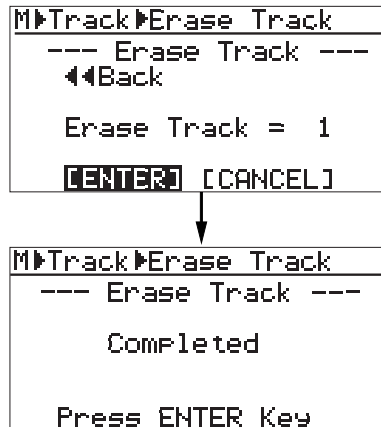 M▶Track▶Erase Track
--- Erase Track ---
◀◀Back
Erase Track = 1
[ENTER] [CANCEL]
M▶Track▶Erase Track
--- Erase Track ---
Completed
Press ENTER Key